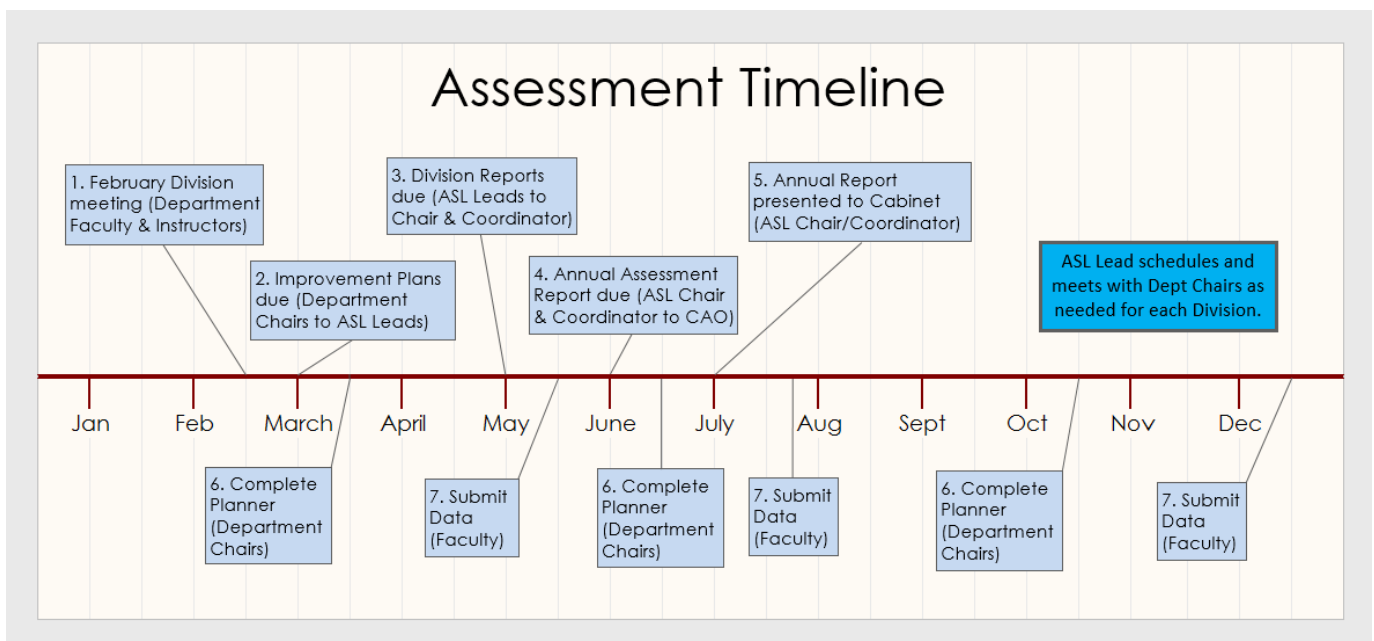 Assessment Timeline
1. February Division
meeting (Department
Faculty & Instructors)
2. Improvement Plans
due (Department
Chairs to ASL Leads)
3. Division Reports
due (ASL Leads to
Chair & Coordinator)
4. Annual Assessment
Report due (ASL Chair
& Coordinator to CAO)
5. Annual Report
presented to Cabinet
(ASL Chair/Coordinator)
ASL Lead schedules and
meets with Dept Chairs as
needed for each Division.
Jan
Feb
March
April
May
June
July
Aug
Sept
Oct
Nov
Dec
6. Complete
Planner
(Department
Chairs)
7. Submit
Data
(Faculty)
6. Complete
Planner
(Department
Chairs)
7. Submit
Data
(Faculty)
6. Complete
Planner
(Department
Chairs)
7. Submit
Data
(Faculty)